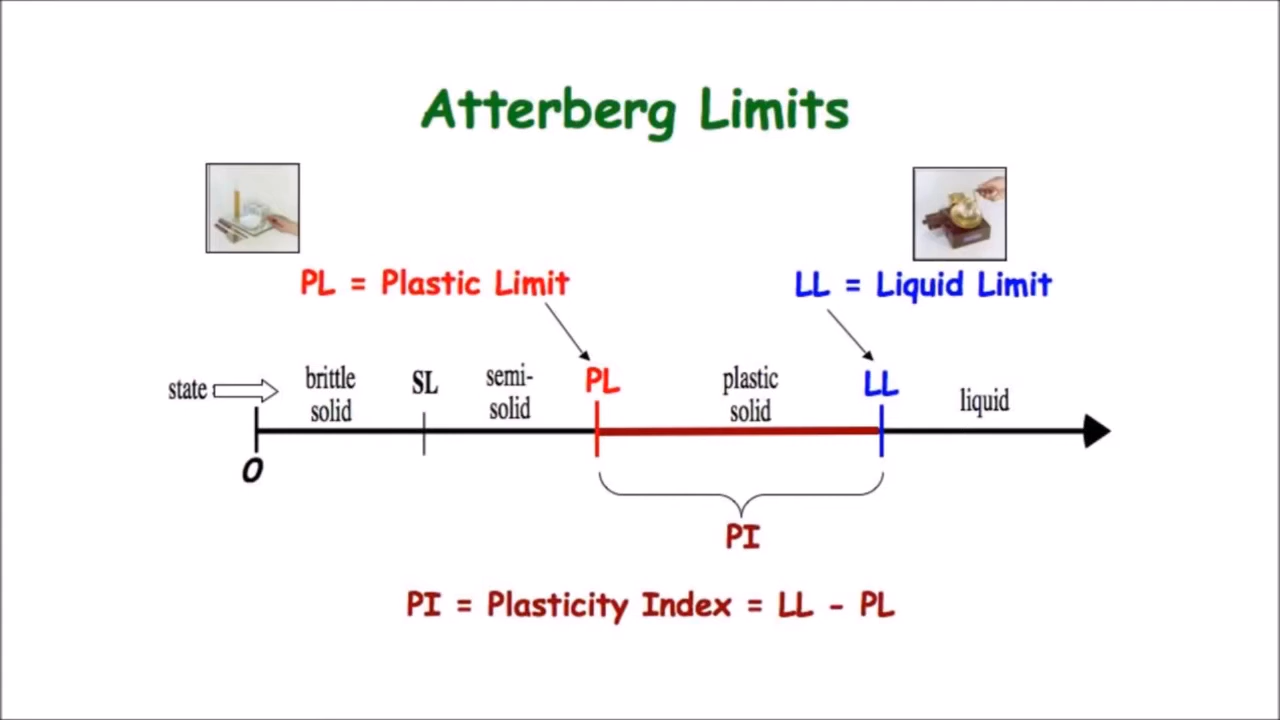 Atterberg Limits
PL = Plastic Limit
LL = Liquid Limit
state
brittle
solid
SL
semi-
solid
PL
plastic
solid
LL
liquid
0
PI
PI = Plasticity Index = LL - PL